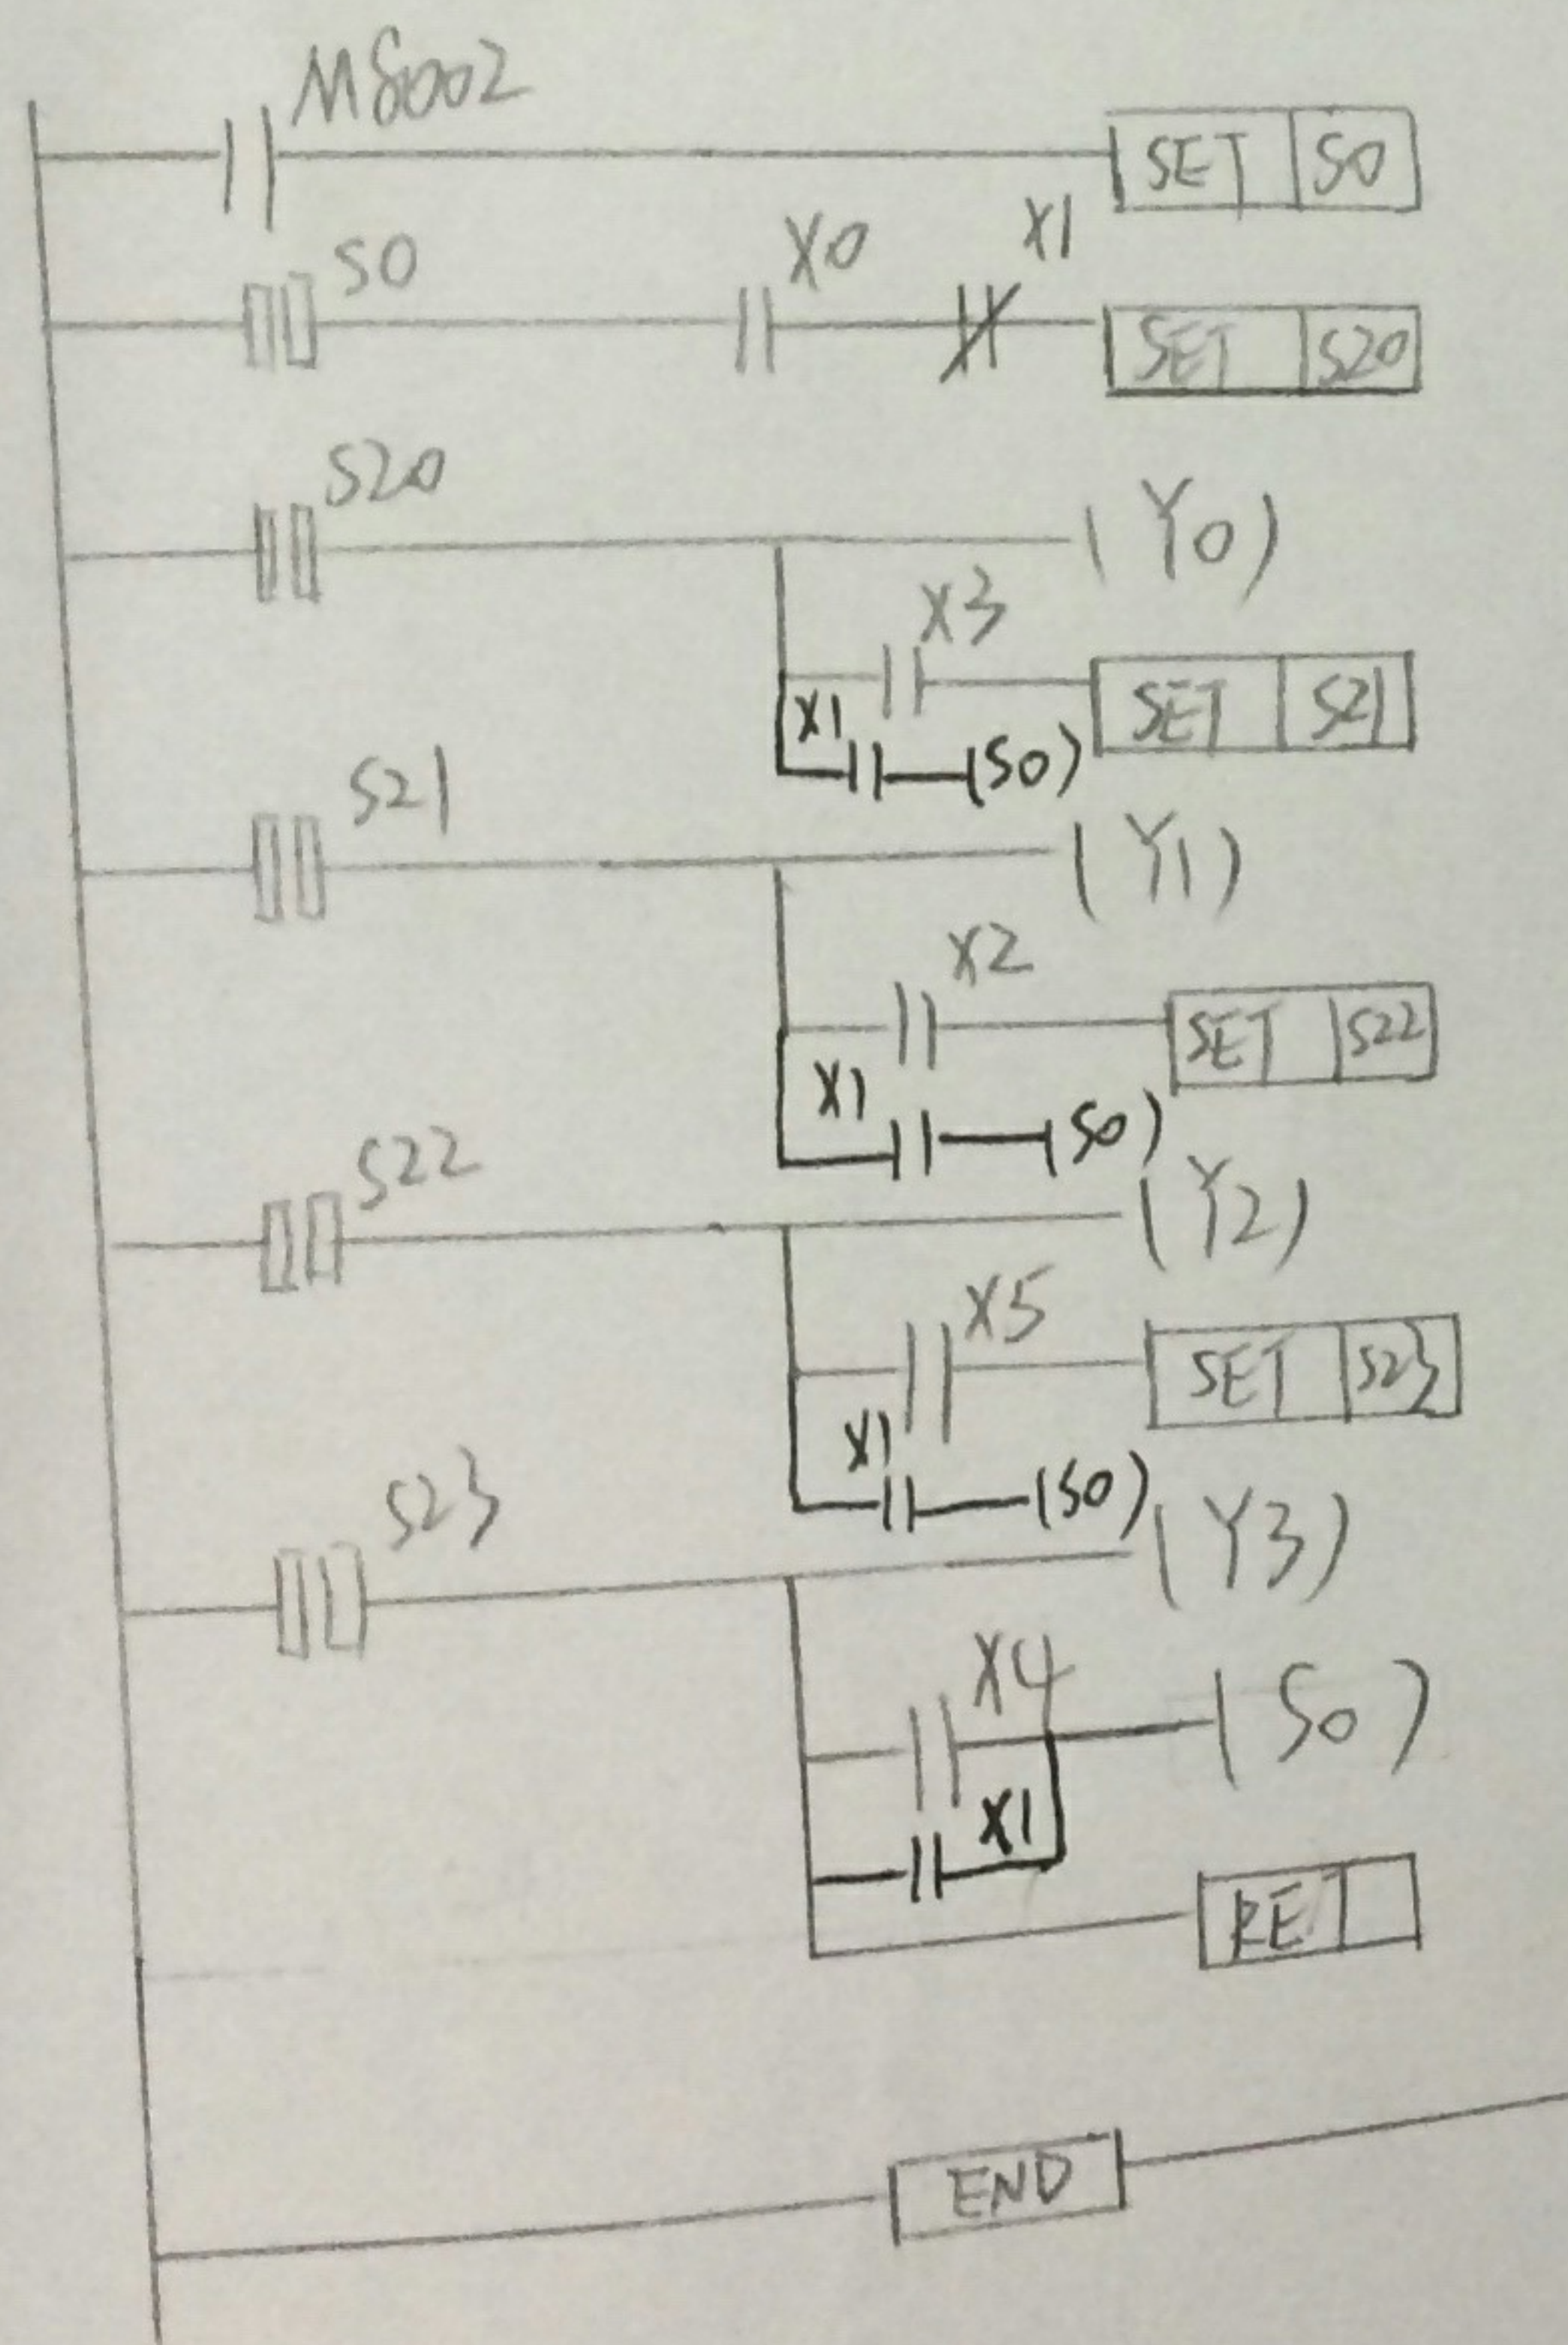 M8002
SET S0
S0 X0 X1
SET S20
S20
(Y0)
X3
SET S21
X1
(S0)
S21
(Y1)
X2
SET S22
X1
(S0)
S22
(Y2)
X5
SET S23
X1
(S0)
S23
(Y3)
X4
(S0)
X1
RET
END